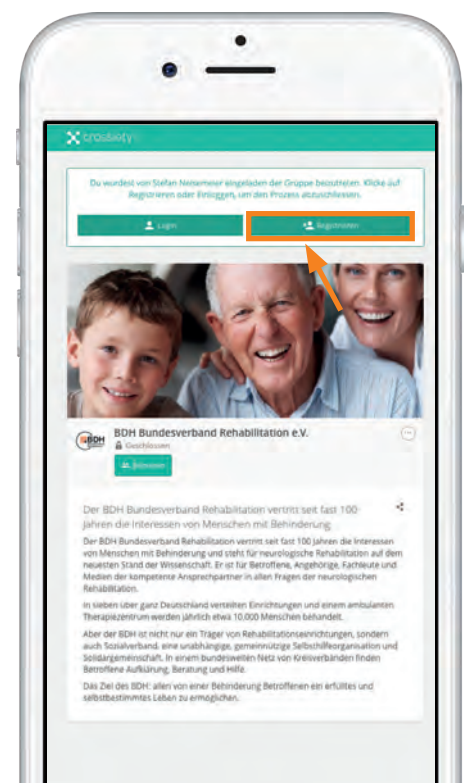 crossiety
Du wurdest von Stefan Neisemeier eingeladen der Gruppe beizutreten. Klicke auf
Registrieren oder Einloggen, um den Prozess abzuschliessen.
Login
Registrieren
BDH
BDH Bundesverband Rehabilitation e.V.
Geschlossen
Beitreten
Der BDH Bundesverband Rehabilitation vertritt seit fast 100
Jahren die Interessen von Menschen mit Behinderung
Der BDH Bundesverband Rehabilitation vertritt seit fast 100 Jahren die Interessen
von Menschen mit Behinderung und steht für neurologische Rehabilitation auf dem
neuesten Stand der Wissenschaft. Er ist für Betroffene, Angehörige, Fachleute und
Medien der kompetente Ansprechpartner in allen Fragen der neurologischen
Rehabilitation.
In sieben über ganz Deutschland verteilten Einrichtungen und einem ambulanten
Therapiezentrum werden jährlich etwa 10.000 Menschen behandelt.
Aber der BDH ist nicht nur ein Träger von Rehabilitationseinrichtungen, sondern
auch Sozialverband, eine unabhängige, gemeinnützige Selbsthilfeorganisation und
Solidargemeinschaft. In einem bundesweiten Netz von Kreisverbänden finden
Betroffene Aufklärung, Beratung und Hilfe.
Das Ziel des BDH: allen von einer Behinderung Betroffenen ein erfülltes und
selbstbestimmtes Leben zu ermöglichen.